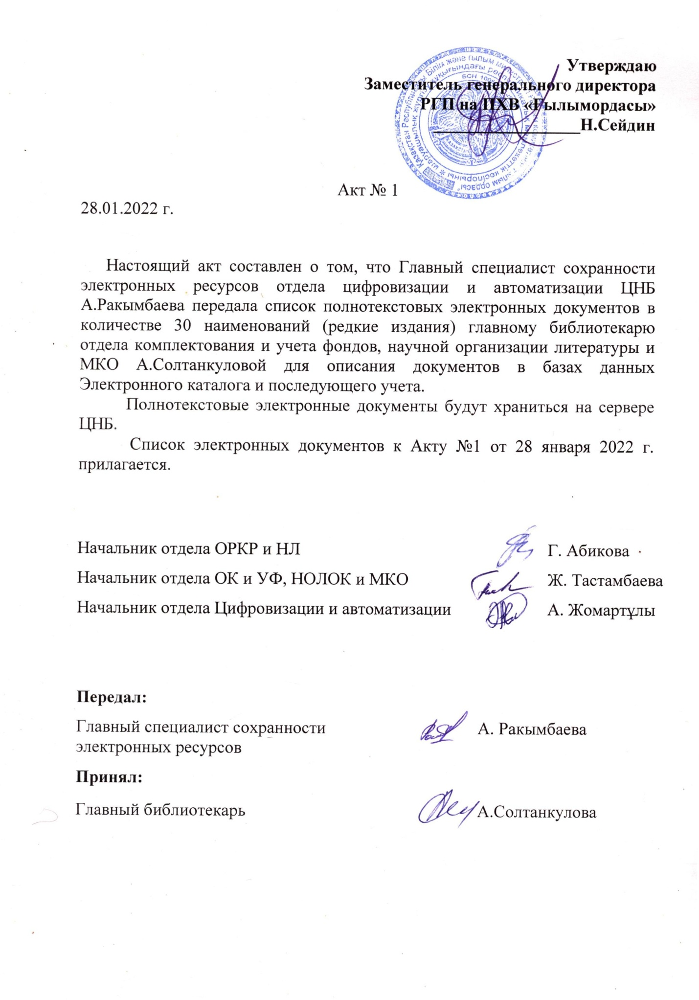 Утверждаю
Заместитель генерального директора
РГП на ПХВ «Ғылымордасы»
Н.Сейдин
Акт № 1
28.01.2022 г.
Настоящий акт составлен о том, что Главный специалист сохранности
электронных ресурсов отдела цифровизации и автоматизации ЦНБ
А.Ракымбаева передала список полнотекстовых электронных документов в
количестве 30 наименований (редкие издания) главному библиотекарю
отдела комплектования и учета фондов, научной организации литературы и
МКО А.Солтанкуловой для описания документов в базах данных
Электронного каталога и последующего учета.
Полнотекстовые электронные документы будут храниться на сервере
ЦНБ.
Список электронных документов к Акту №1 от 28 января 2022 г.
прилагается.
Начальник отдела ОРКР и НЛ Г. Абикова
Начальник отдела ОК и УФ, НОЛОК и МКО Ж. Тастамбаева
Начальник отдела Цифровизации и автоматизации А. Жомартұлы
Передал:
Главный специалист сохранности А. Ракымбаева
электронных ресурсов
Принял:
Главный библиотекарь А.Солтанкулова